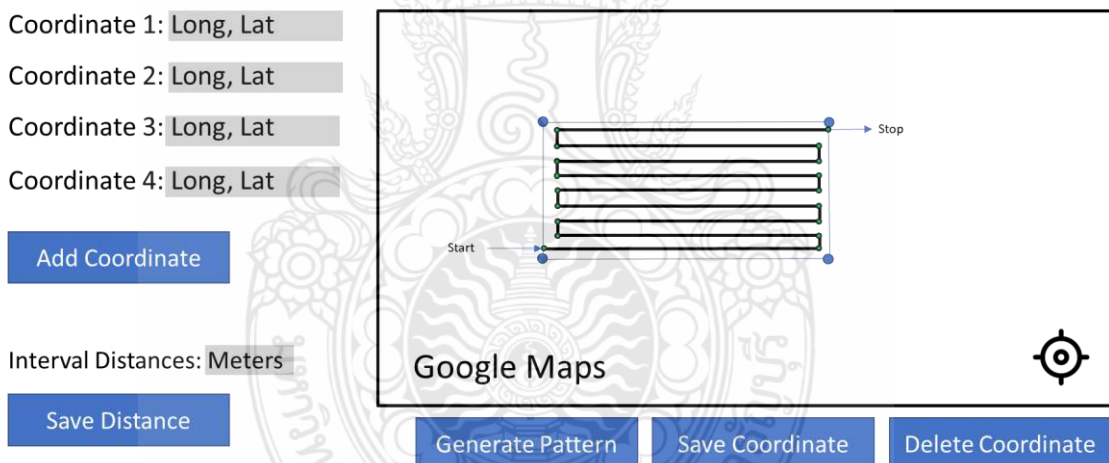 Coordinate 1: Long, Lat
Coordinate 2: Long, Lat
Coordinate 3: Long, Lat
Coordinate 4: Long, Lat
Add Coordinate
Interval Distances: Meters
Save Distance
Stop
Start
Google Maps
Generate Pattern
Save Coordinate
Delete Coordinate